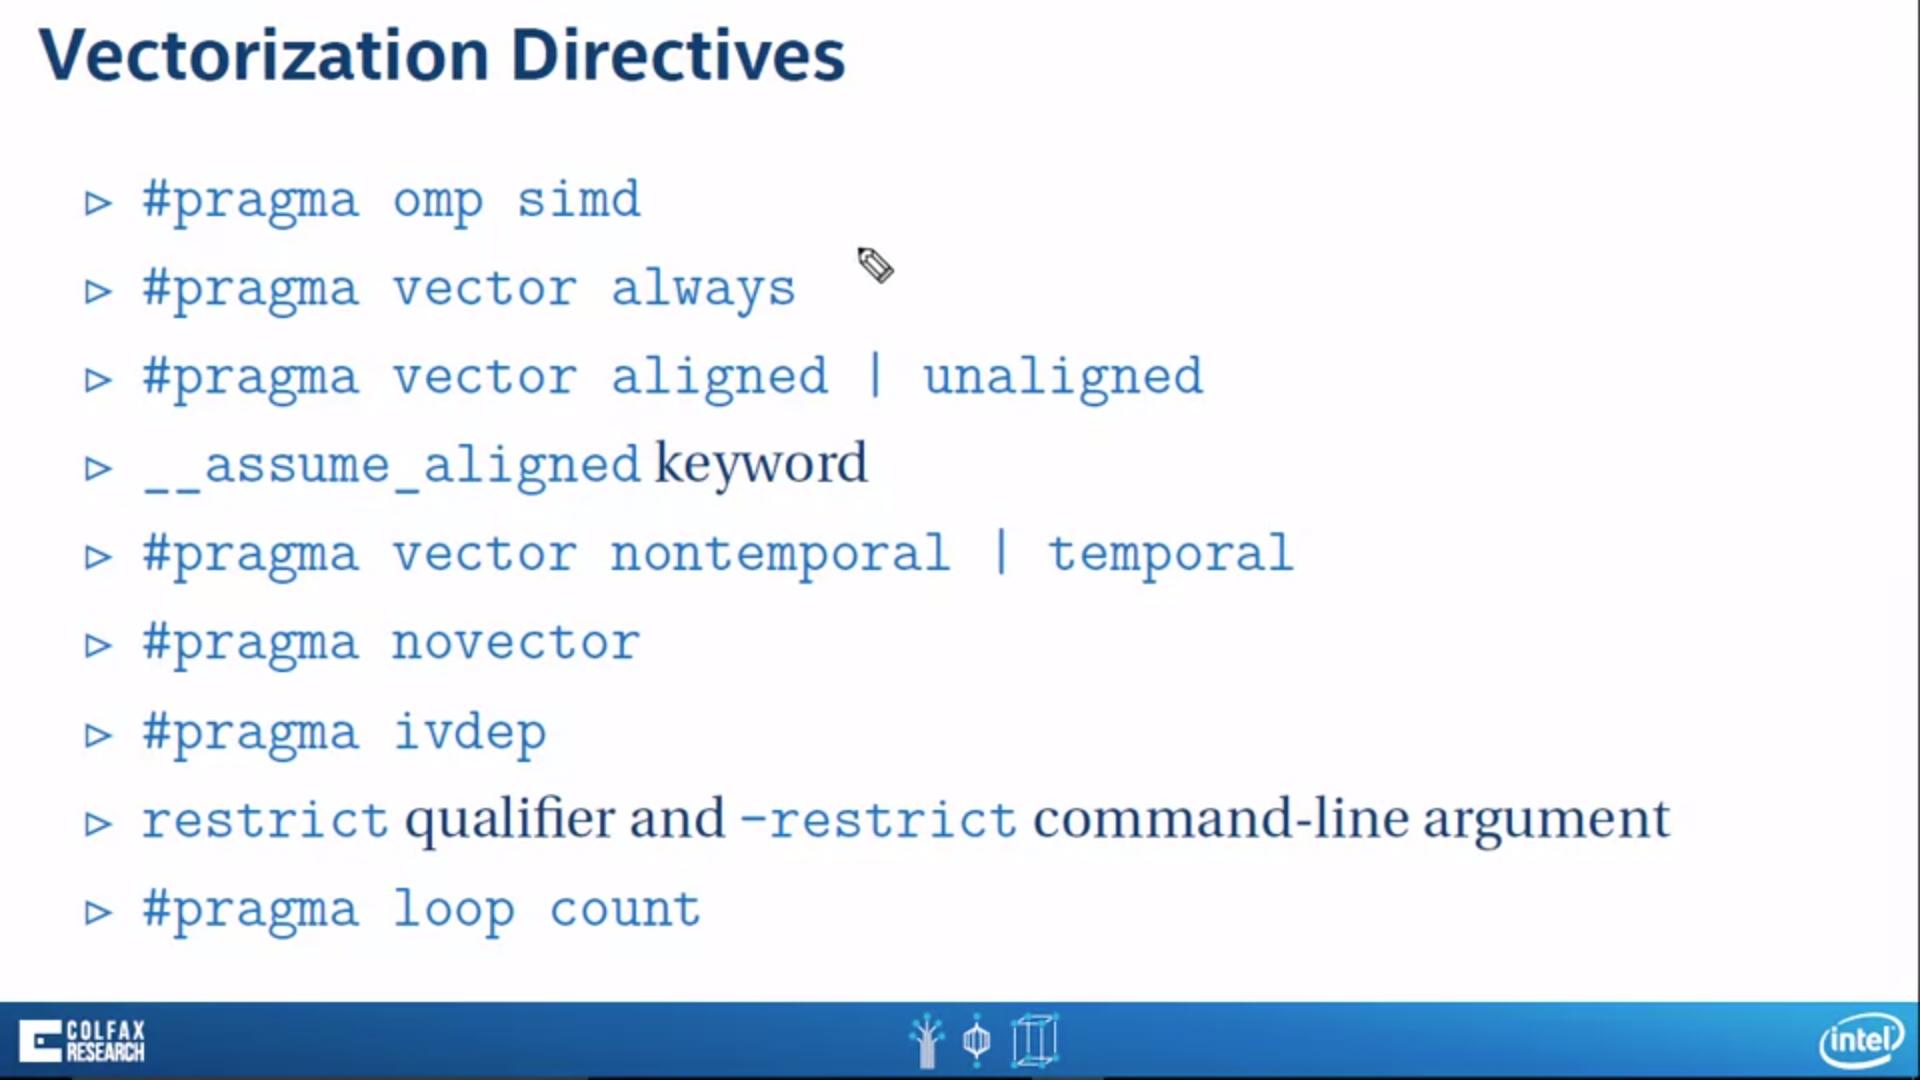 Vectorization Directives
▷ #pragma omp simd
▷ #pragma vector always
▷ #pragma vector aligned | unaligned
▷ __assume_aligned keyword
▷ #pragma vector nontemporal | temporal
▷ #pragma novector
▷ #pragma ivdep
▷ restrict qualifier and -restrict command-line argument
▷ #pragma loop count
COLFAX
RESEARCH
intel